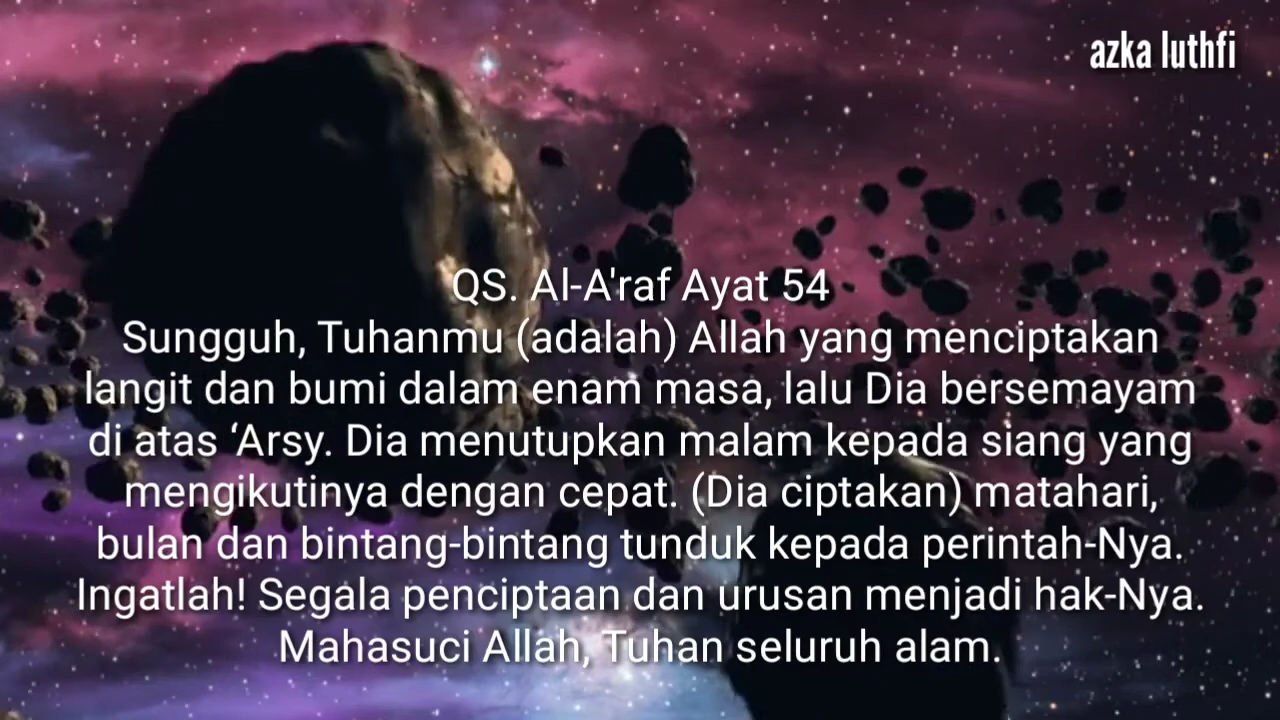 azka luthfi
QS. Al-A'raf Ayat 54
Sungguh, Tuhanmu (adalah) Allah yang menciptakan
langit dan bumi dalam enam masa, lalu Dia bersemayam
di atas ‘Arsy. Dia menutupkan malam kepada siang yang
mengikutinya dengan cepat. (Dia ciptakan) matahari,
bulan dan bintang-bintang tunduk kepada perintah-Nya.
Ingatlah! Segala penciptaan dan urusan menjadi hak-Nya.
Mahasuci Allah, Tuhan seluruh alam.